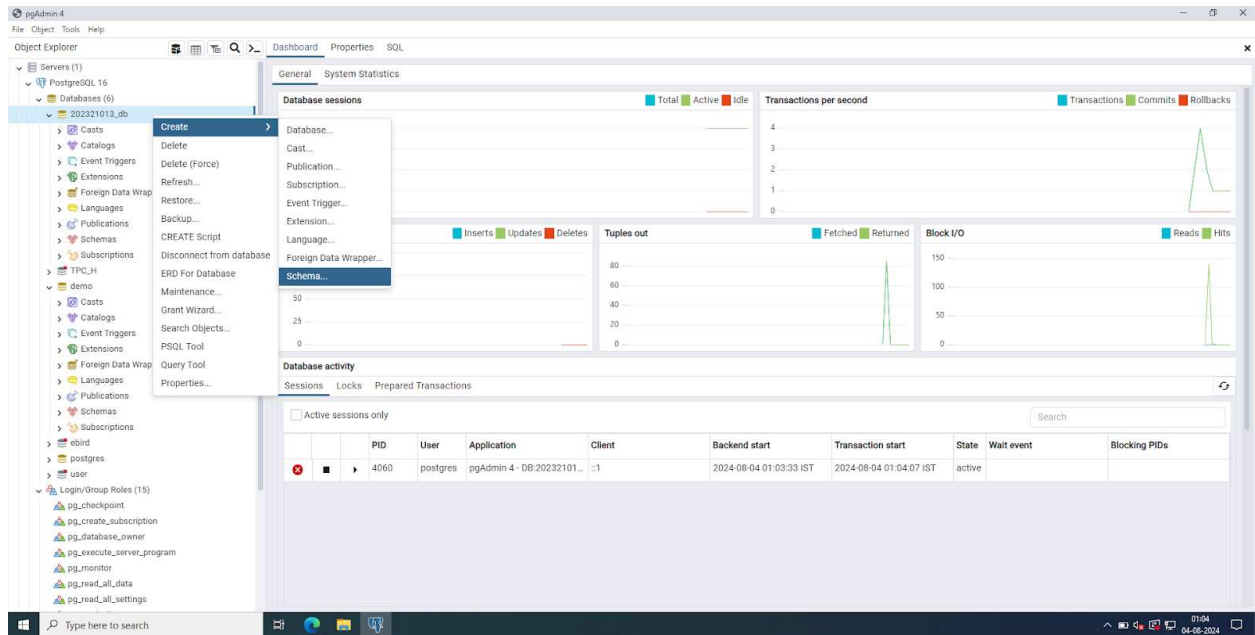 pgAdmin 4
File Object Tools Help
Object Explorer
Dashboard Properties SQL
Servers (1)
PostgreSQL 16
Databases (6)
202321013_db
Casts
Catalogs
Event Triggers
Extensions
Foreign Data Wrap
Languages
Publications
Schemas
Subscriptions
TPC_H
demo
Casts
Catalogs
Event Triggers
Extensions
Foreign Data Wrap
Languages
Publications
Schemas
Subscriptions
ebird
postgres
user
Login/Group Roles (15)
pg_checkpoint
pg_create_subscription
pg_database_owner
pg_execute_server_program
pg_monitor
pg_read_all_data
pg_read_all_settings
Create
Delete
Delete (Force)
Refresh...
Restore...
Backup...
CREATE Script
Disconnect from database
ERD For Database
Maintenance...
Grant Wizard...
Search Objects...
PSQL Tool
Query Tool
Properties...
Database...
Cast...
Publication...
Subscription...
Event Trigger...
Extension...
Language...
Foreign Data Wrapper...
Schema...
General System Statistics
Database sessions
Total Active Idle
Transactions per second
Transactions Commits Rollbacks
4
3
2
1
0
Inserts Updates Deletes
50
25
0
Tuples out
Fetched Returned
80
60
40
20
0
Block I/O
Reads Hits
150
100
50
0
Database activity
Sessions Locks Prepared Transactions
Active sessions only
Search
PID User Application Client Backend start Transaction start State Wait event Blocking PIDs
4060 postgres pgAdmin 4 - DB:20232101... ::1 2024-08-04 01:03:33 IST 2024-08-04 01:04:07 IST active
Type here to search
01:04
04-08-2024